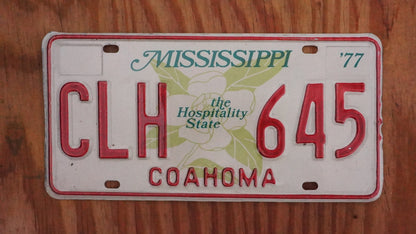 MISSISSIPPI '77
CLH 645
the
Hospitality
State
COAHOMA